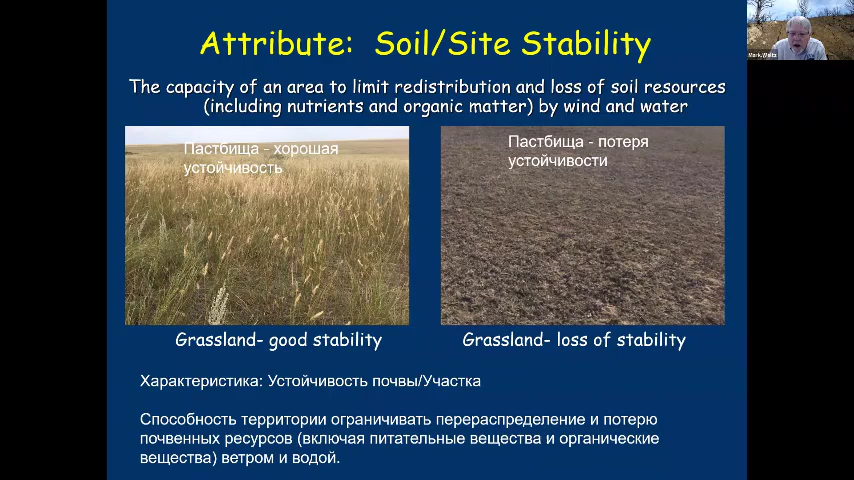 Attribute: Soil/Site Stability
The capacity of an area to limit redistribution and loss of soil resources
(including nutrients and organic matter) by wind and water
Пастбища - хорошая
устойчивость
Пастбища - потеря
устойчивости
Grassland- good stability
Grassland- loss of stability
Характеристика: Устойчивость почвы/Участка
Способность территории ограничивать перераспределение и потерю
почвенных ресурсов (включая питательные вещества и органические
вещества) ветром и водой.